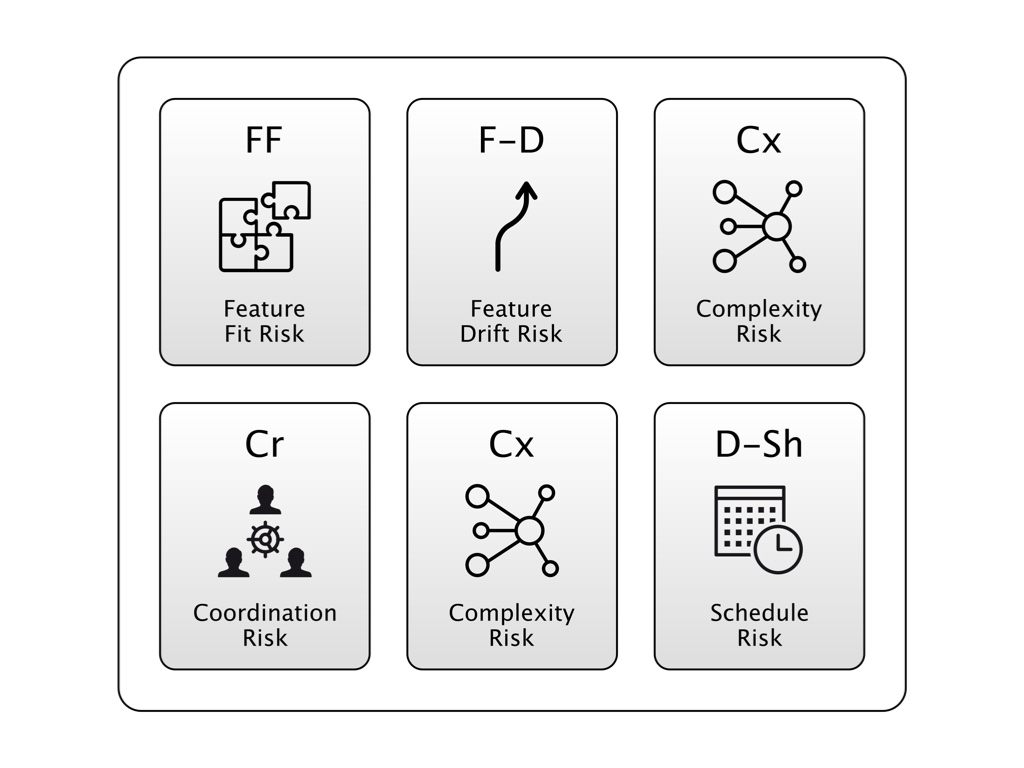 FF
Feature
Fit Risk
F-D
Feature
Drift Risk
Cx
Complexity
Risk
Cr
Coordination
Risk
Cx
Complexity
Risk
D-Sh
Schedule
Risk